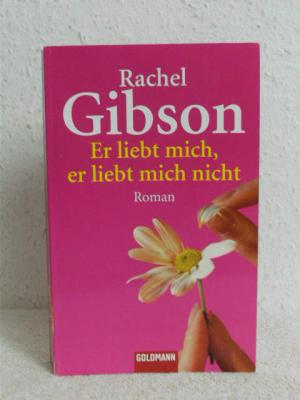 Rachel
Gibson
Er liebt mich,
er liebt mich nicht
Roman
GOLDMANN